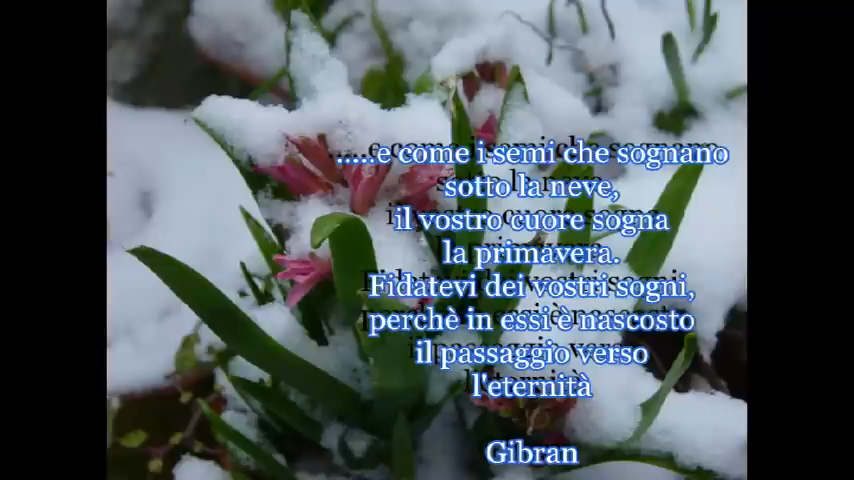 .....e come i semi che sognano
sotto la neve,
il vostro cuore sogna
la primavera.
Fidatevi dei vostri sogni,
perchè in essi è nascosto
il passaggio verso
l'eternità
Gibran